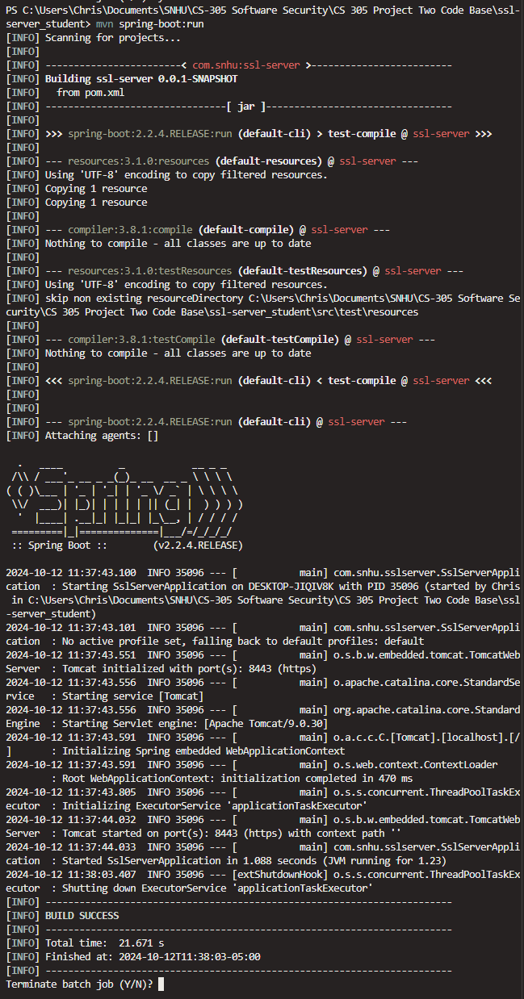 PS C:\Users\Chris\Documents\SNHU\CS-305 Software Security\CS 305 Project Two Code Base\ssl-
server_student> mvn spring-boot:run
[INFO] Scanning for projects...
[INFO]
[INFO] ------------------------< com.snhu:ssl-server >-------------------------
[INFO] Building ssl-server 0.0.1-SNAPSHOT
[INFO]   from pom.xml
[INFO] --------------------------------[ jar ]---------------------------------
[INFO]
[INFO] >>> spring-boot:2.2.4.RELEASE:run (default-cli) > test-compile @ ssl-server >>>
[INFO]
[INFO] --- resources:3.1.0:resources (default-resources) @ ssl-server ---
[INFO] Using 'UTF-8' encoding to copy filtered resources.
[INFO] Copying 1 resource
[INFO] Copying 1 resource
[INFO]
[INFO] --- compiler:3.8.1:compile (default-compile) @ ssl-server ---
[INFO] Nothing to compile - all classes are up to date
[INFO]
[INFO] --- resources:3.1.0:testResources (default-testResources) @ ssl-server ---
[INFO] Using 'UTF-8' encoding to copy filtered resources.
[INFO] skip non existing resourceDirectory C:\Users\Chris\Documents\SNHU\CS-305 Software Se
curity\CS 305 Project Two Code Base\ssl-server_student\src\test\resources
[INFO]
[INFO] --- compiler:3.8.1:testCompile (default-testCompile) @ ssl-server ---
[INFO] Nothing to compile - all classes are up to date
[INFO]
[INFO] <<< spring-boot:2.2.4.RELEASE:run (default-cli) < test-compile @ ssl-server <<<
[INFO]
[INFO]
[INFO] --- spring-boot:2.2.4.RELEASE:run (default-cli) @ ssl-server ---
[INFO] Attaching agents: []

  .   ____          _            __ _ _
 /\\ / ___'_ __ _ _(_)_ __  __ _ \ \ \ \
( ( )\___ | '_ | '_| | '_ \/ _` | \ \ \ \
 \\/  ___)| |_)| | | | | || (_| |  ) ) ) )
  '  |____| .__|_| |_|_| |_\__, | / / / /
 =========|_|==============|___/=/_/_/_/
 :: Spring Boot ::        (v2.2.4.RELEASE)

2024-10-12 11:37:43.100  INFO 35096 --- [           main] com.snhu.sslserver.SslServerAppli
cation  : Starting SslServerApplication on DESKTOP-JIQIV8K with PID 35096 (started by Chris
 in C:\Users\Chris\Documents\SNHU\CS-305 Software Security\CS 305 Project Two Code Base\ssl
-server_student)
2024-10-12 11:37:43.101  INFO 35096 --- [           main] com.snhu.sslserver.SslServerAppli
cation  : No active profile set, falling back to default profiles: default
2024-10-12 11:37:43.551  INFO 35096 --- [           main] o.s.b.w.embedded.tomcat.TomcatWeb
Server  : Tomcat initialized with port(s): 8443 (https)
2024-10-12 11:37:43.556  INFO 35096 --- [           main] o.apache.catalina.core.StandardSe
rvice   : Starting service [Tomcat]
2024-10-12 11:37:43.556  INFO 35096 --- [           main] org.apache.catalina.core.Standard
Engine  : Starting Servlet engine: [Apache Tomcat/9.0.30]
2024-10-12 11:37:43.591  INFO 35096 --- [           main] o.a.c.c.C.[Tomcat].[localhost].[/
]       : Initializing Spring embedded WebApplicationContext
2024-10-12 11:37:43.591  INFO 35096 --- [           main] o.s.web.context.ContextLoader
        : Root WebApplicationContext: initialization completed in 470 ms
2024-10-12 11:37:43.805  INFO 35096 --- [           main] o.s.s.concurrent.ThreadPoolTaskEx
ecutor  : Initializing ExecutorService 'applicationTaskExecutor'
2024-10-12 11:37:44.032  INFO 35096 --- [           main] o.s.b.w.embedded.tomcat.TomcatWeb
Server  : Tomcat started on port(s): 8443 (https) with context path ''
2024-10-12 11:37:44.033  INFO 35096 --- [           main] com.snhu.sslserver.SslServerAppli
cation  : Started SslServerApplication in 1.088 seconds (JVM running for 1.23)
2024-10-12 11:38:03.407  INFO 35096 --- [extShutdownHook] o.s.s.concurrent.ThreadPoolTaskEx
ecutor  : Shutting down ExecutorService 'applicationTaskExecutor'
[INFO] ------------------------------------------------------------------------
[INFO] BUILD SUCCESS
[INFO] ------------------------------------------------------------------------
[INFO] Total time:  21.671 s
[INFO] Finished at: 2024-10-12T11:38:03-05:00
[INFO] ------------------------------------------------------------------------
Terminate batch job (Y/N)?